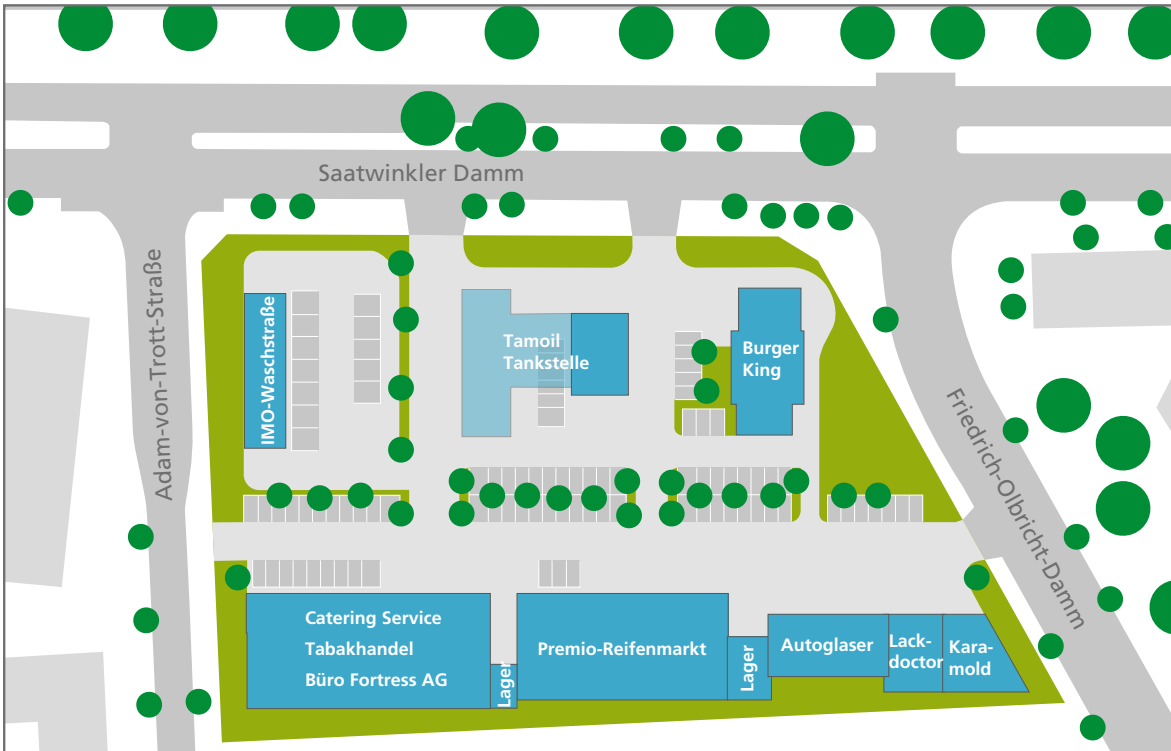 Saatwinkler Damm
Adam-von-Trott-Straße
IMO-Waschstraße
Tamoil
Tankstelle
Burger
King
Friedrich-Olbricht-Damm
Catering Service
Tabakhandel
Büro Fortress AG
Lager
Premio-Reifenmarkt
Lager
Autoglaser
Lack-
doctor
Kara-
mold